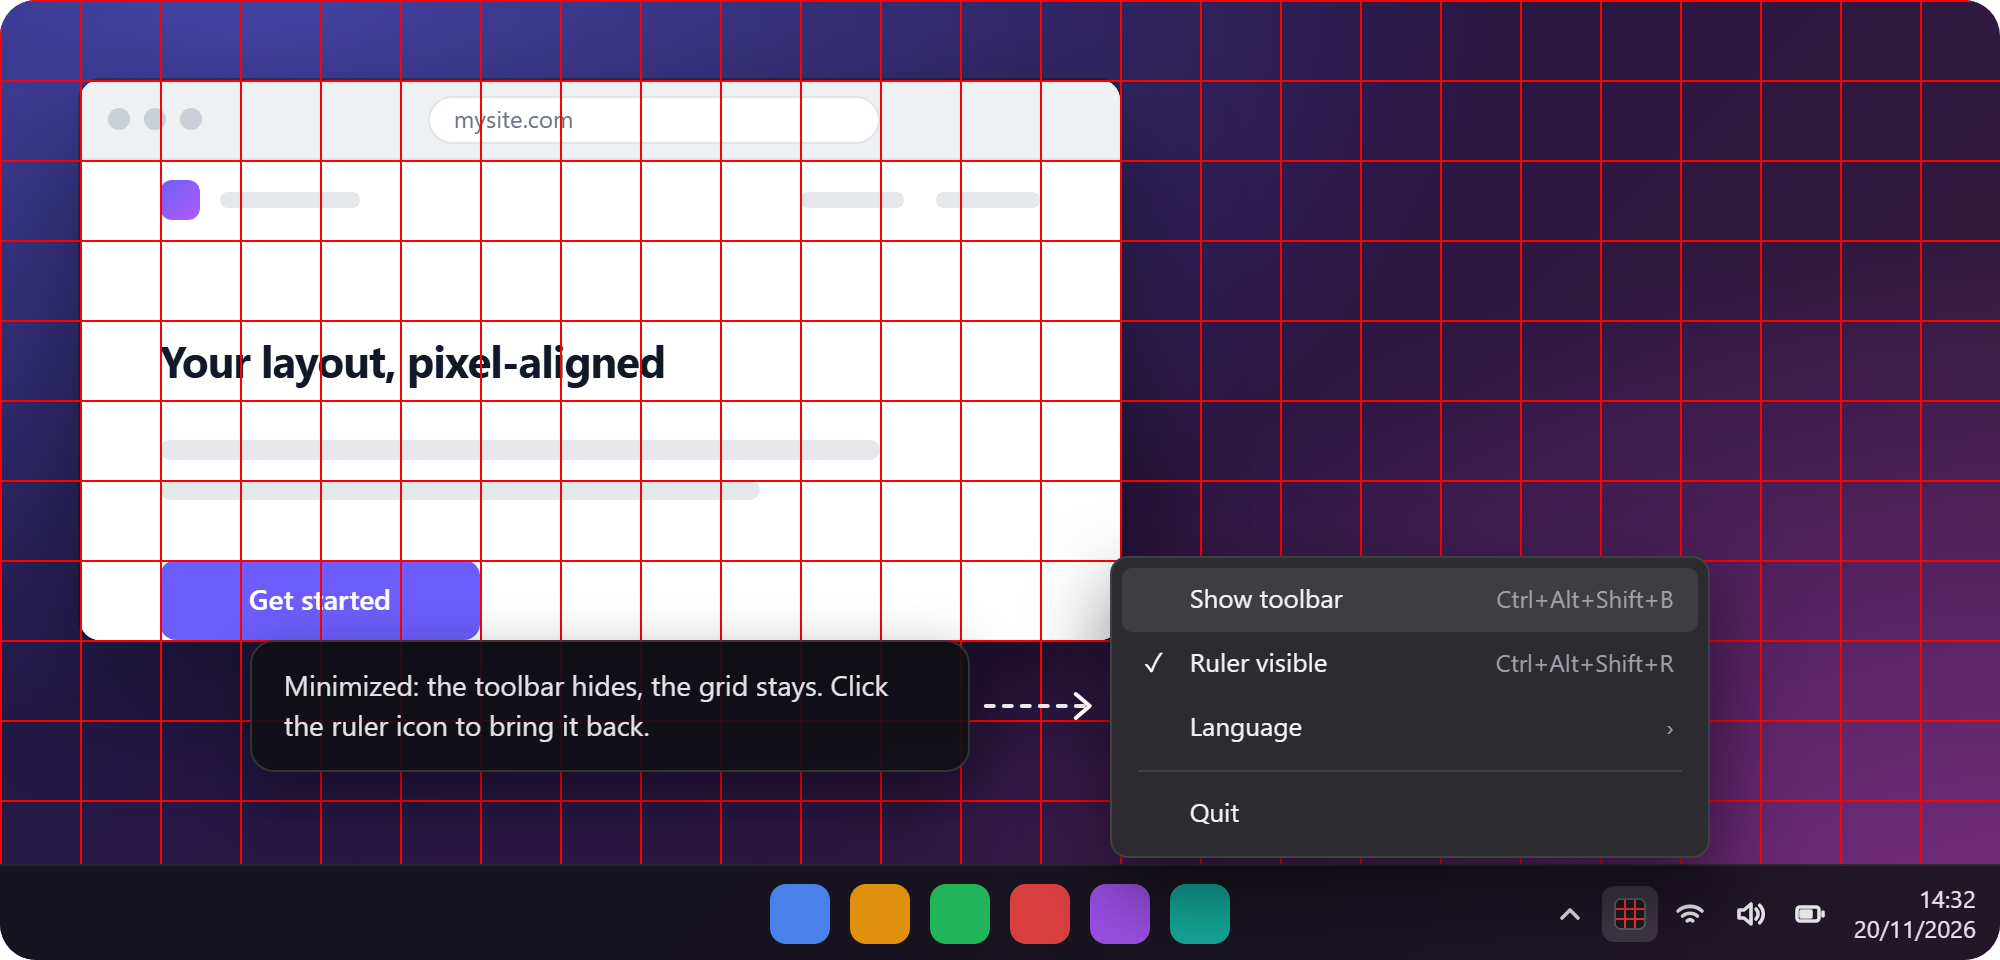 mysite.com
Your layout, pixel-aligned
Get started
Minimized: the toolbar hides, the grid stays. Click
the ruler icon to bring it back.
Show toolbar Ctrl+Alt+Shift+B
✓ Ruler visible Ctrl+Alt+Shift+R
Language ›
Quit
14:32
20/11/2026